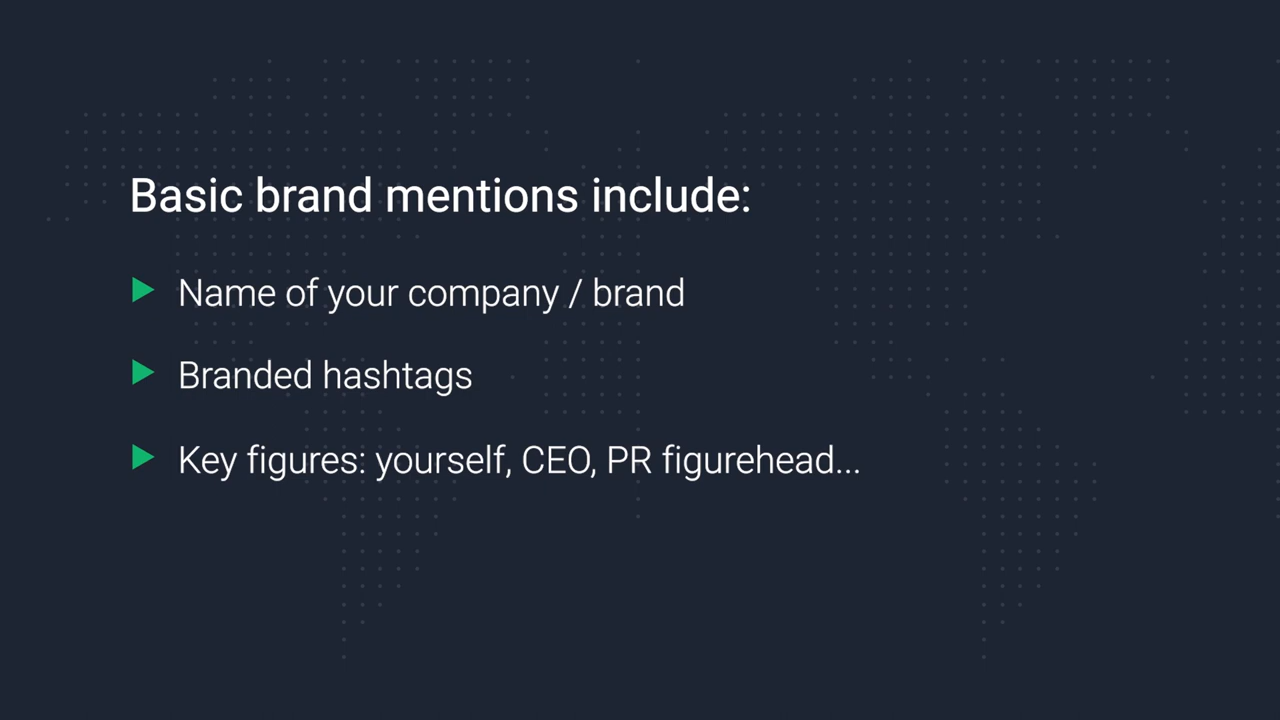 Basic brand mentions include:
Name of your company / brand
Branded hashtags
Key figures: yourself, CEO, PR figurehead...